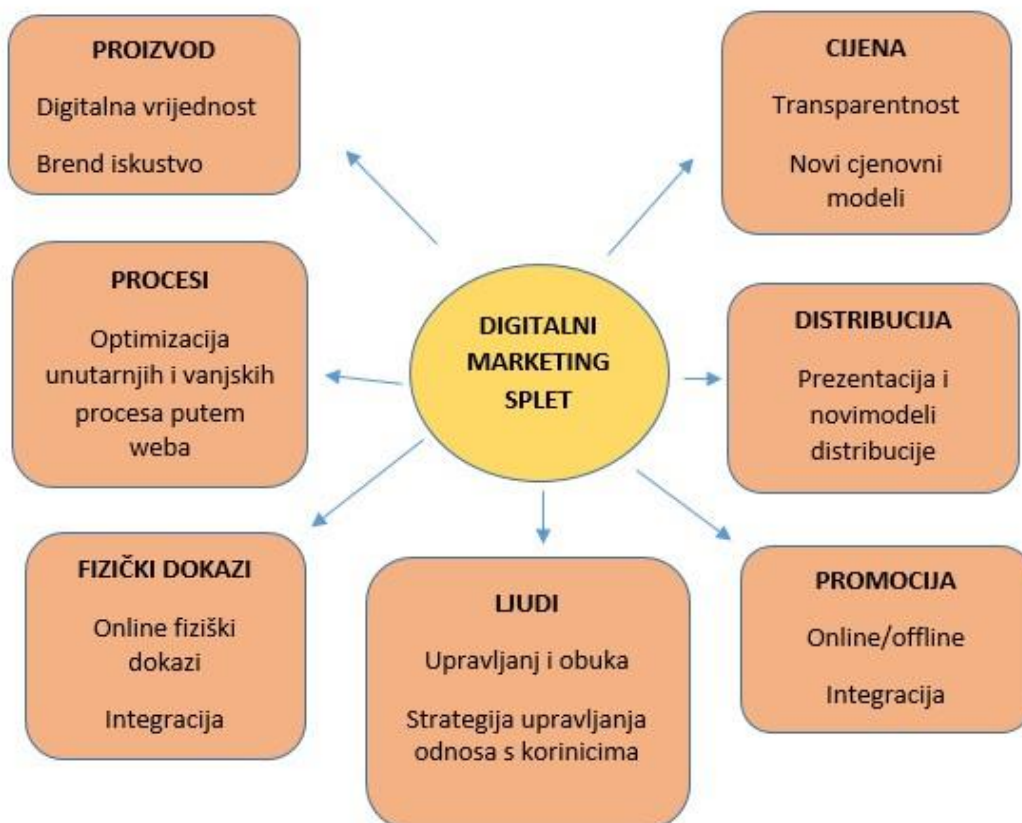 PROIZVOD
Digitalna vrijednost
Brend iskustvo
CIJENA
Transparentnost
Novi cjenovni
modeli
PROCESI
Optimizacija
unutarnjih i vanjskih
procesa putem
weba
DIGITALNI
MARKETING
SPLET
DISTRIBUCIJA
Prezentacija i
novimodeli
distribucije
FIZIČKI DOKAZI
Online fiziški
dokazi
Integracija
LJUDI
Upravljanj i obuka
Strategija upravljanja
odnosa s korinicima
PROMOCIJA
Online/offline
Integracija